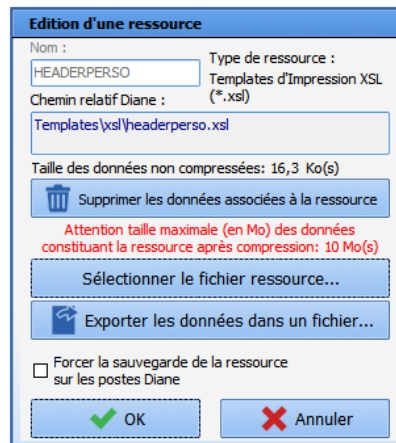 Edition d'une ressource
Nom :
HEADERPERSO
Type de ressource :
Templates d'Impression XSL
(*.xsl)
Chemin relatif Diane :
Templates\xsl\headerperso.xsl
Taille des données non compressées: 16,3 Ko(s)
Supprimer les données associées à la ressource
Attention taille maximale (en Mo) des données
constituant la ressource après compression: 10 Mo(s)
Sélectionner le fichier ressource...
Exporter les données dans un fichier...
Forcer la sauvegarde de la ressource
sur les postes Diane
OK
Annuler